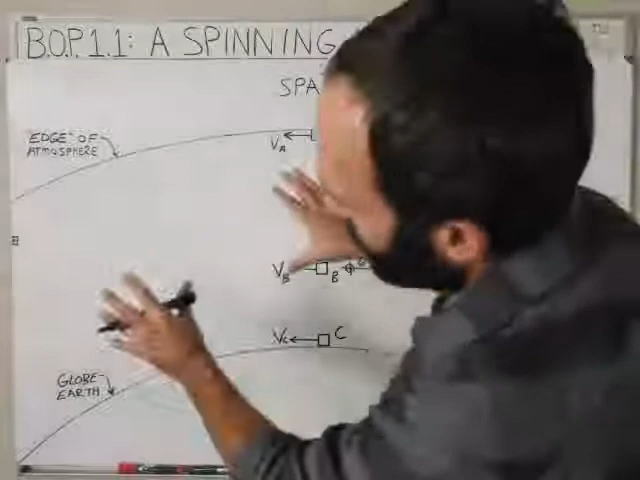 B.O.P. 1.1: A SPINNING
SPA
EDGE OF
ATMOSPHERE
VA
VB
B
VC
C
GLOBE
EARTH